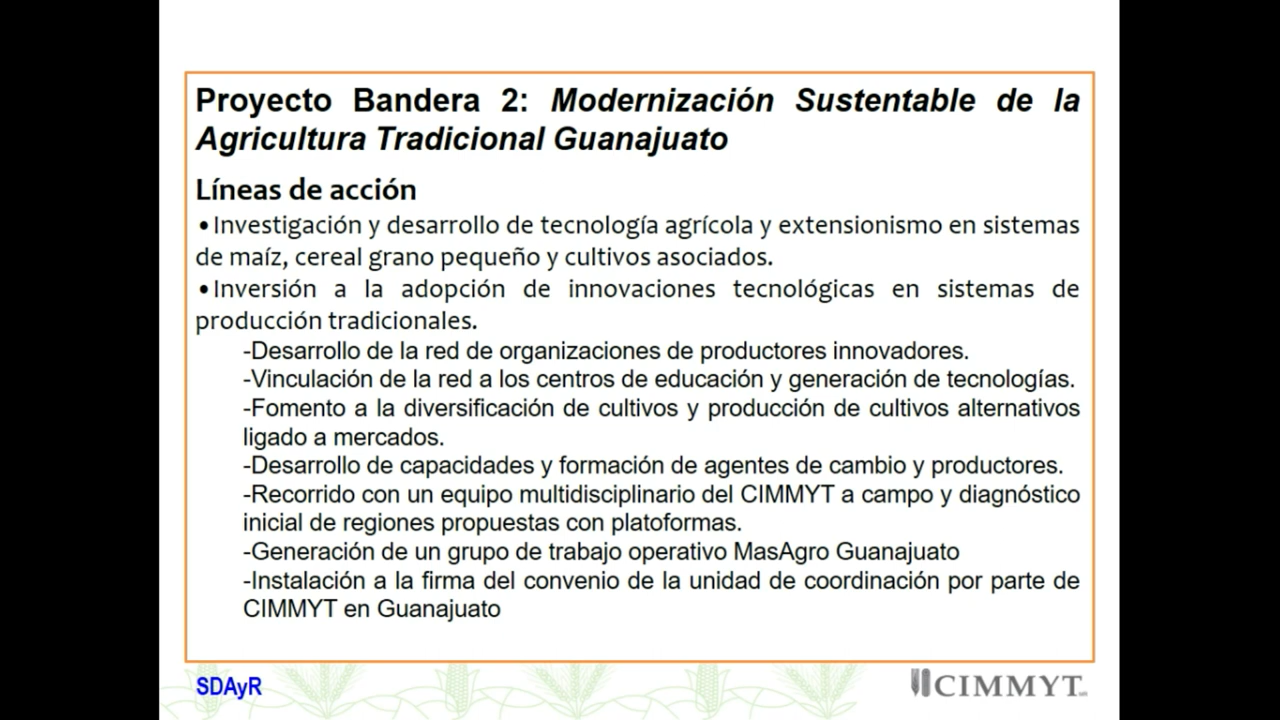 Proyecto Bandera 2: Modernización Sustentable de la
Agricultura Tradicional Guanajuato
Líneas de acción
•Investigación y desarrollo de tecnología agrícola y extensionismo en sistemas
de maíz, cereal grano pequeño y cultivos asociados.
•Inversión a la adopción de innovaciones tecnológicas en sistemas de
producción tradicionales.
-Desarrollo de la red de organizaciones de productores innovadores.
-Vinculación de la red a los centros de educación y generación de tecnologías.
-Fomento a la diversificación de cultivos y producción de cultivos alternativos
ligado a mercados.
-Desarrollo de capacidades y formación de agentes de cambio y productores.
-Recorrido con un equipo multidisciplinario del CIMMYT a campo y diagnóstico
inicial de regiones propuestas con platoformas.
-Generación de un grupo de trabajo operativo MasAgro Guanajuato
-Instalación a la firma del convenio de la unidad de coordinación por parte de
CIMMYT en Guanajuato
SDAyR
CIMMYT